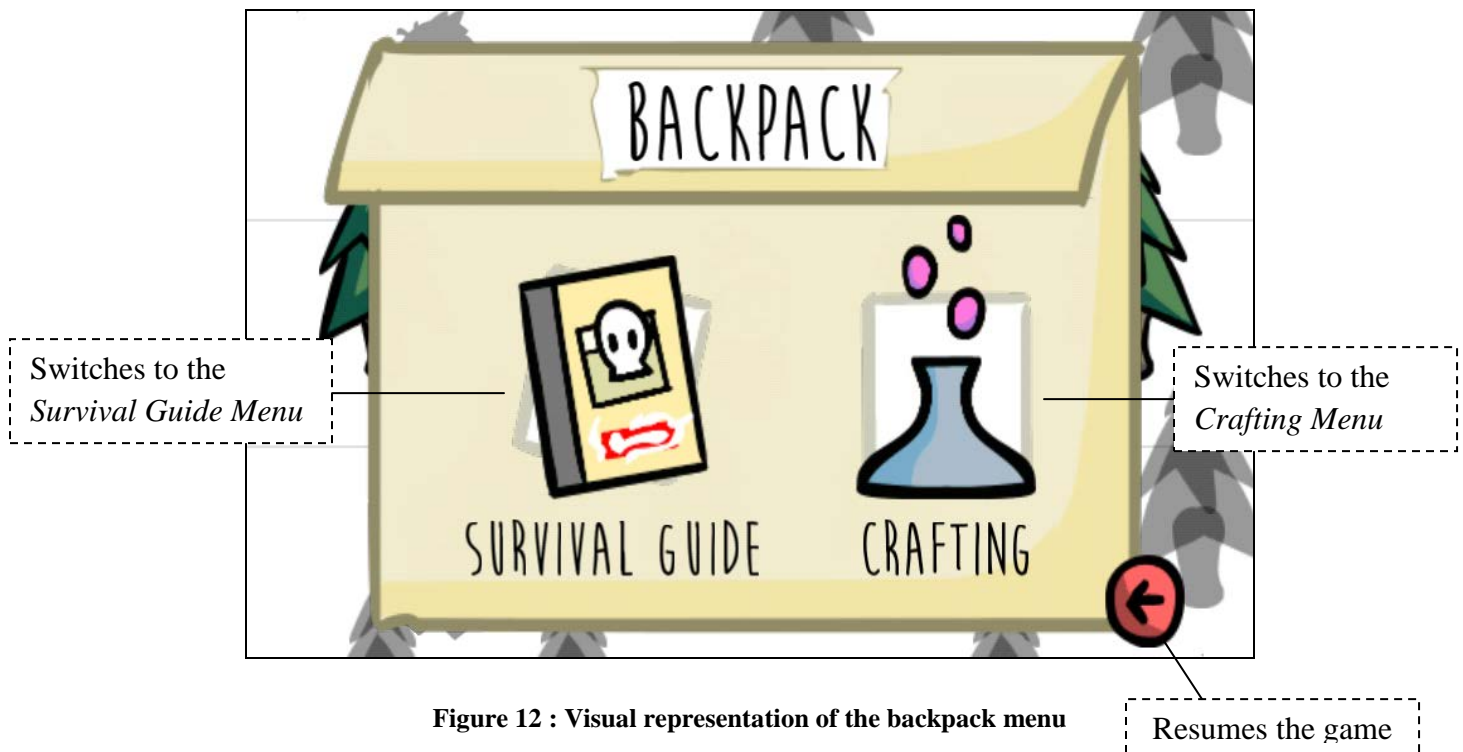 BACKPACK
Switches to the
Survival Guide Menu
Switches to the
Crafting Menu
SURVIVAL GUIDE
CRAFTING
Figure 12 : Visual representation of the backpack menu
Resumes the game